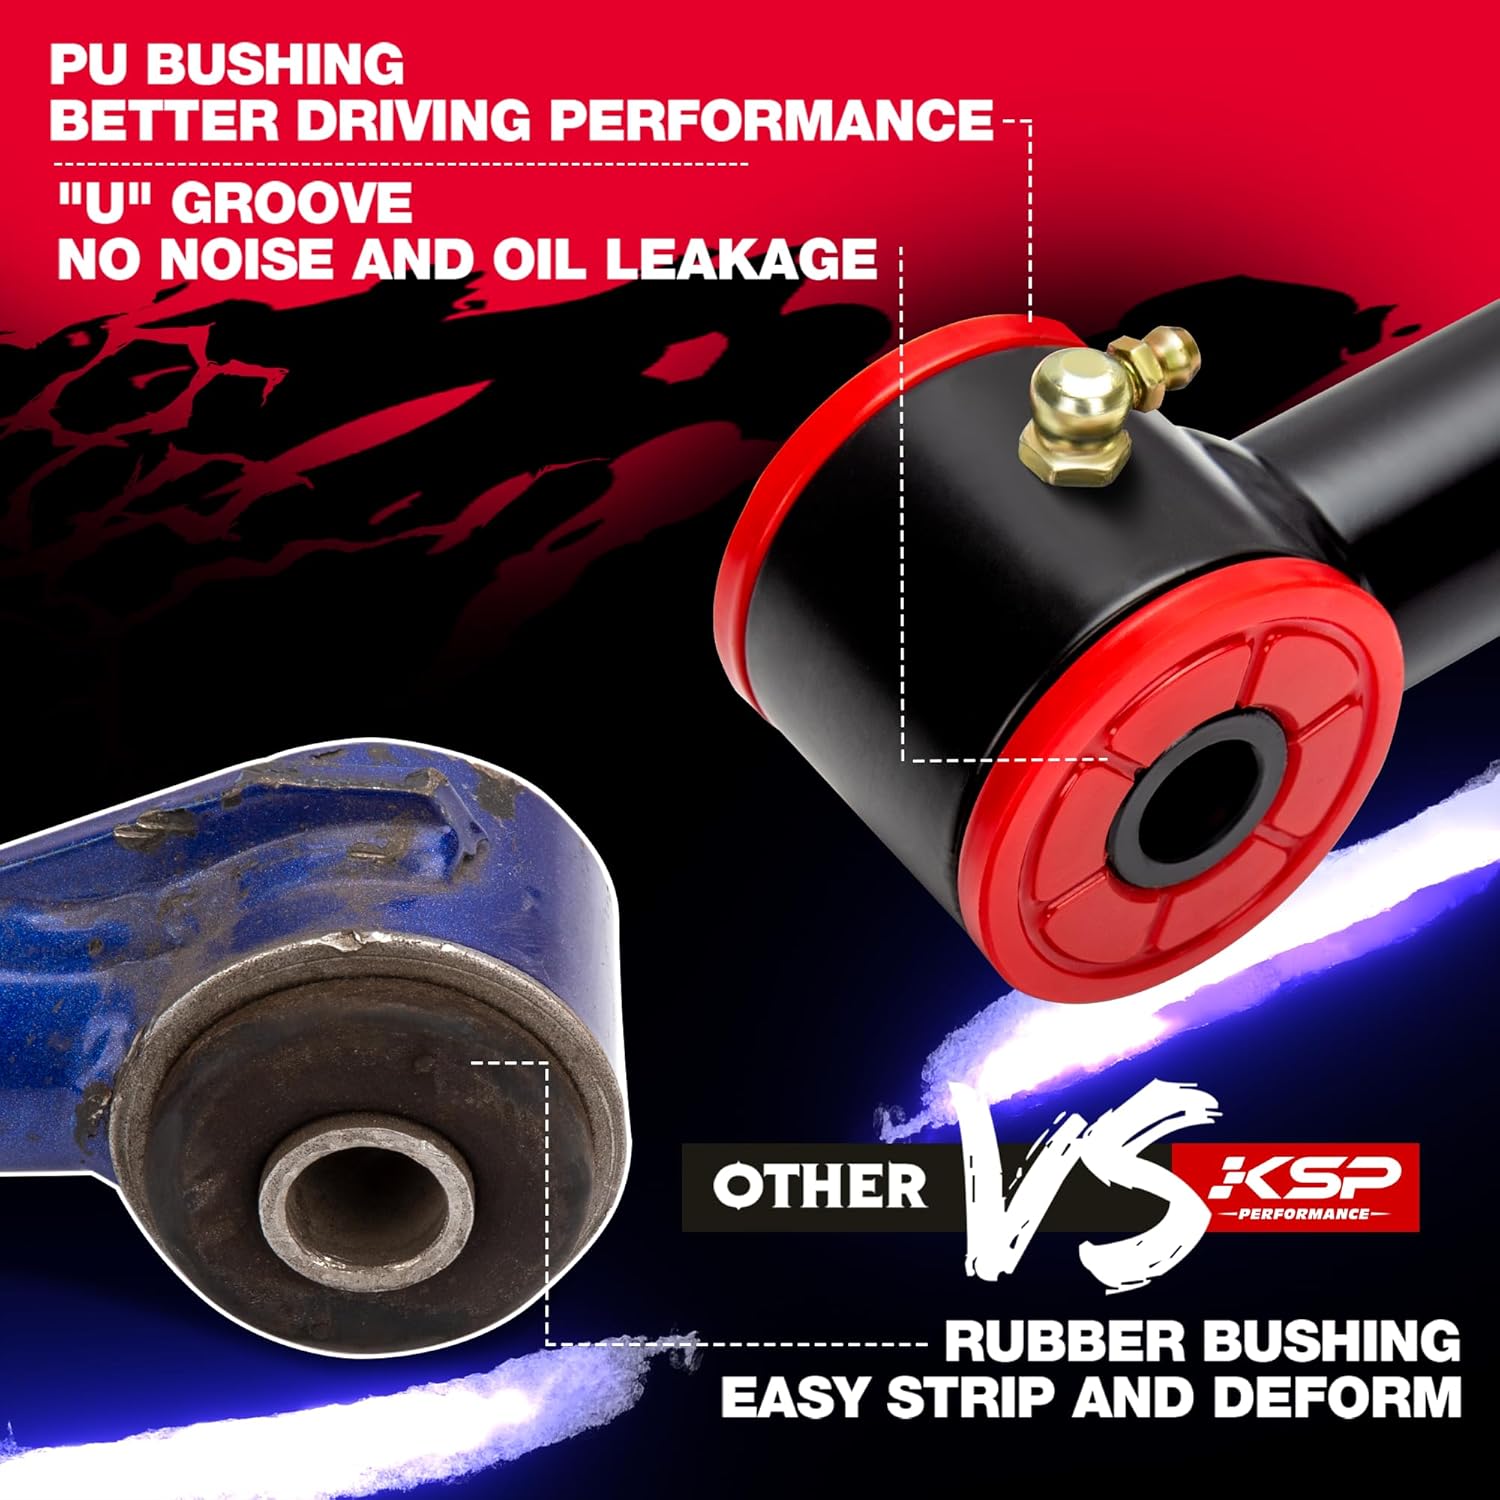 PU BUSHING
BETTER DRIVING PERFORMANCE
"U" GROOVE
NO NOISE AND OIL LEAKAGE
OTHER VS KSP
PERFORMANCE
RUBBER BUSHING
EASY STRIP AND DEFORM